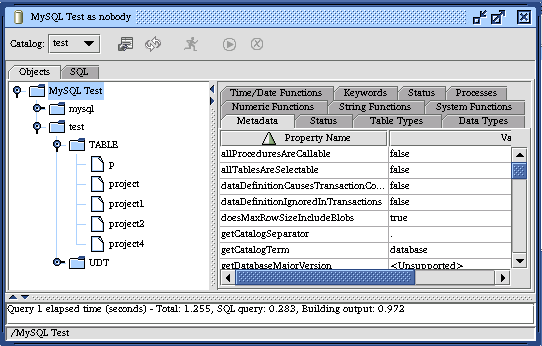 MySQL Test as nobody
Catalog: test
Objects SQL
MySQL Test
mysql
test
TABLE
p
project
project1
project2
project4
UDT
Time/Date Functions Keywords Status Processes
Numeric Functions String Functions System Functions
Metadata Status Table Types Data Types
Property Name Va
allProceduresAreCallable false
allTablesAreSelectable false
dataDefinitionCausesTransactionCo... false
dataDefinitionIgnoredInTransactions false
doesMaxRowSizeIncludeBlobs true
getCatalogSeparator .
getCatalogTerm database
getDatabaseMajorVersion <Unsupported>
Query 1 elapsed time (seconds) - Total: 1.255, SQL query: 0.283, Building output: 0.972
/MySQL Test